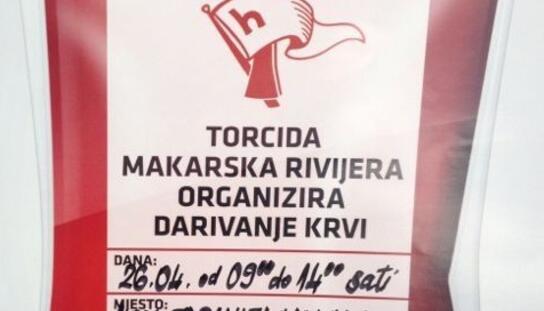 h
TORCIDA
MAKARSKA RIVIJERA
ORGANIZIRA
DARIVANJE KRVI
DANA: 26.04. od 09⁰⁰ do 14⁰⁰ sati
MJESTO: